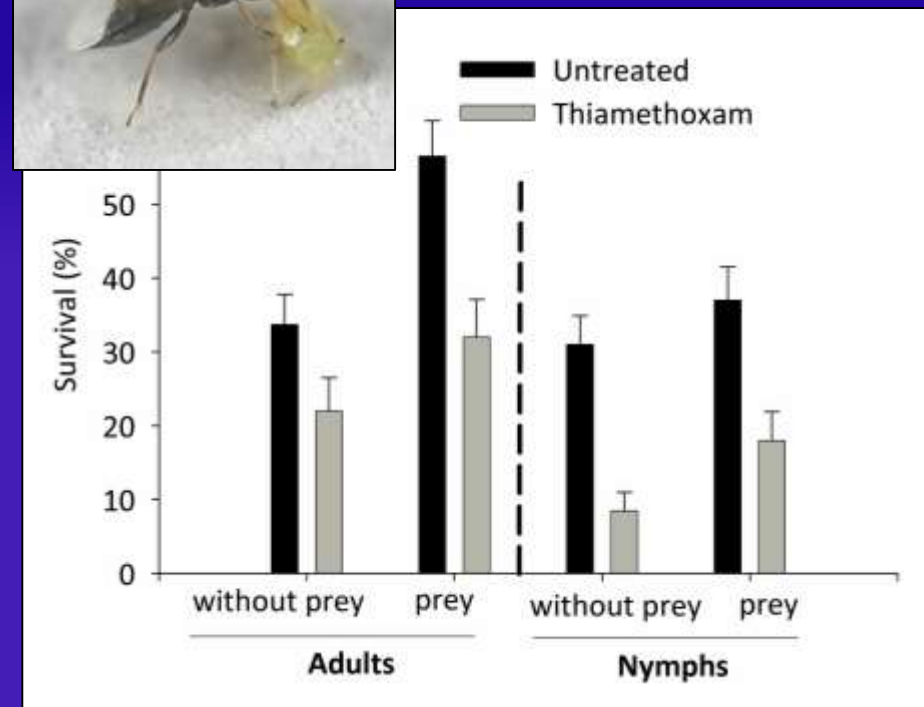 Untreated
Thiamethoxam
Survival (%)
50
40
30
20
10
0
without prey prey without prey prey
Adults Nymphs